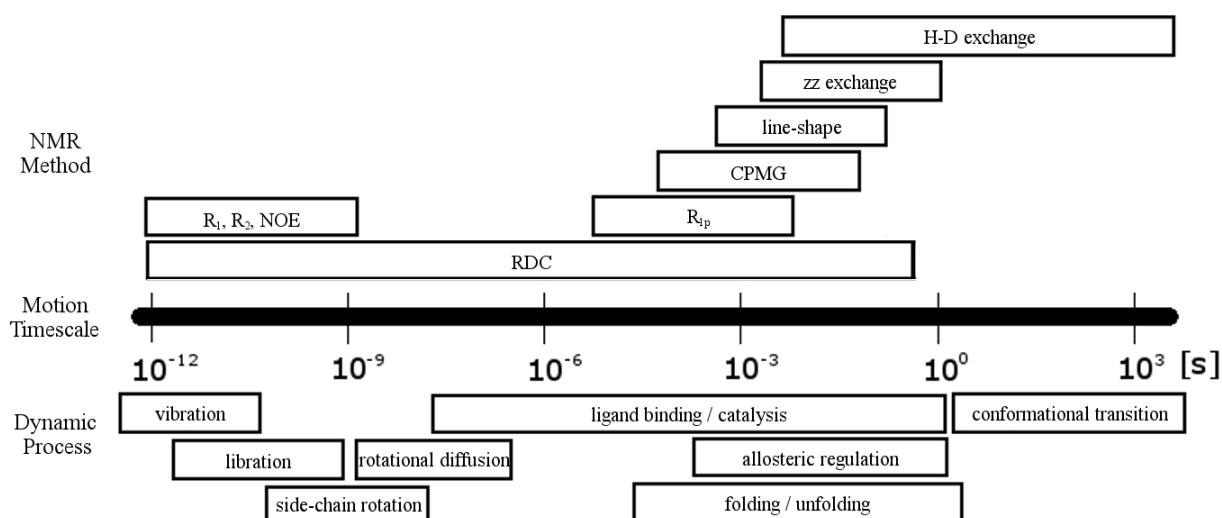 H-D exchange
zz exchange
line-shape
NMR
Method
CPMG
R₁, R₂, NOE
R₁ₚ
RDC
Motion
Timescale
10⁻¹² 10⁻⁹ 10⁻⁶ 10⁻³ 10⁰ 10³ [s]
Dynamic
Process
vibration
ligand binding / catalysis
conformational transition
libration
rotational diffusion
allosteric regulation
side-chain rotation
folding / unfolding